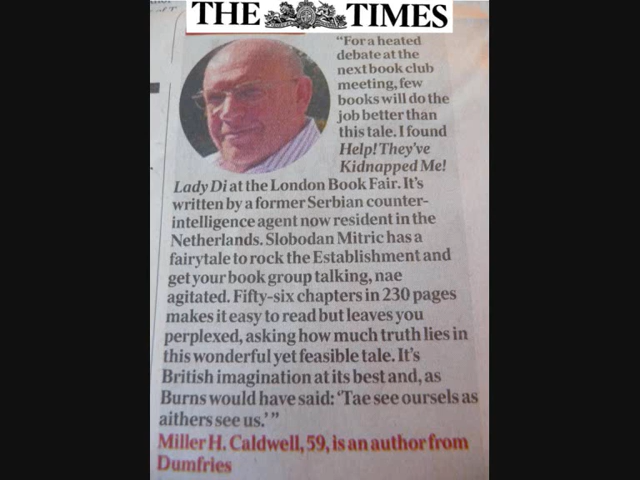 THE TIMES
“For a heated
debate at the
next book club
meeting, few
books will do the
job better than
this tale. I found
Help! They’ve
Kidnapped Me!
Lady Di at the London Book Fair. It’s
written by a former Serbian counter-
intelligence agent now resident in the
Netherlands. Slobodan Mitric has a
fairytale to rock the Establishment and
get your book group talking, nae
agitated. Fifty-six chapters in 230 pages
makes it easy to read but leaves you
perplexed, asking how much truth lies in
this wonderful yet feasible tale. It’s
British imagination at its best and, as
Burns would have said: ‘Tae see oursels as
aithers see us.’”
Miller H. Caldwell, 59, is an author from
Dumfries